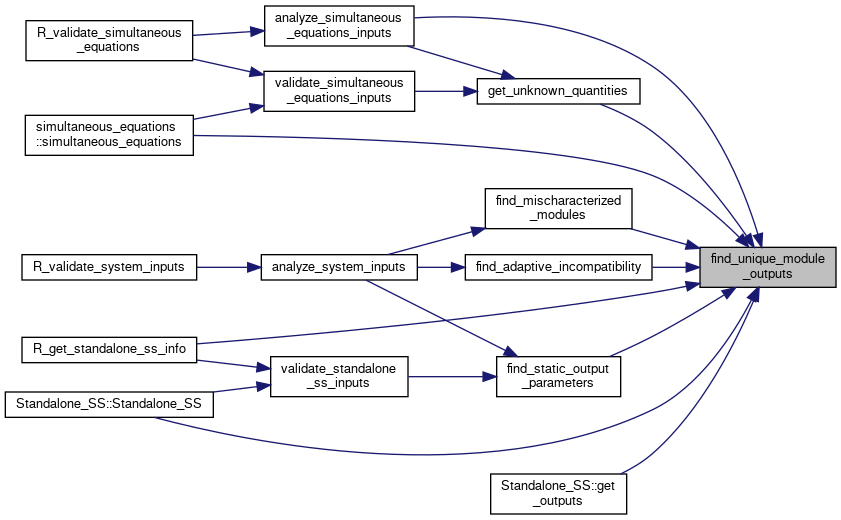 R_validate_simultaneous
_equations
analyze_simultaneous
_equations_inputs
validate_simultaneous
_equations_inputs
get_unknown_quantities
simultaneous_equations
::simultaneous_equations
find_mischaracterized
_modules
find_unique_module
_outputs
R_validate_system_inputs
analyze_system_inputs
find_adaptive_incompatibility
R_get_standalone_ss_info
validate_standalone
_ss_inputs
find_static_output
_parameters
Standalone_SS::Standalone_SS
Standalone_SS::get
_outputs